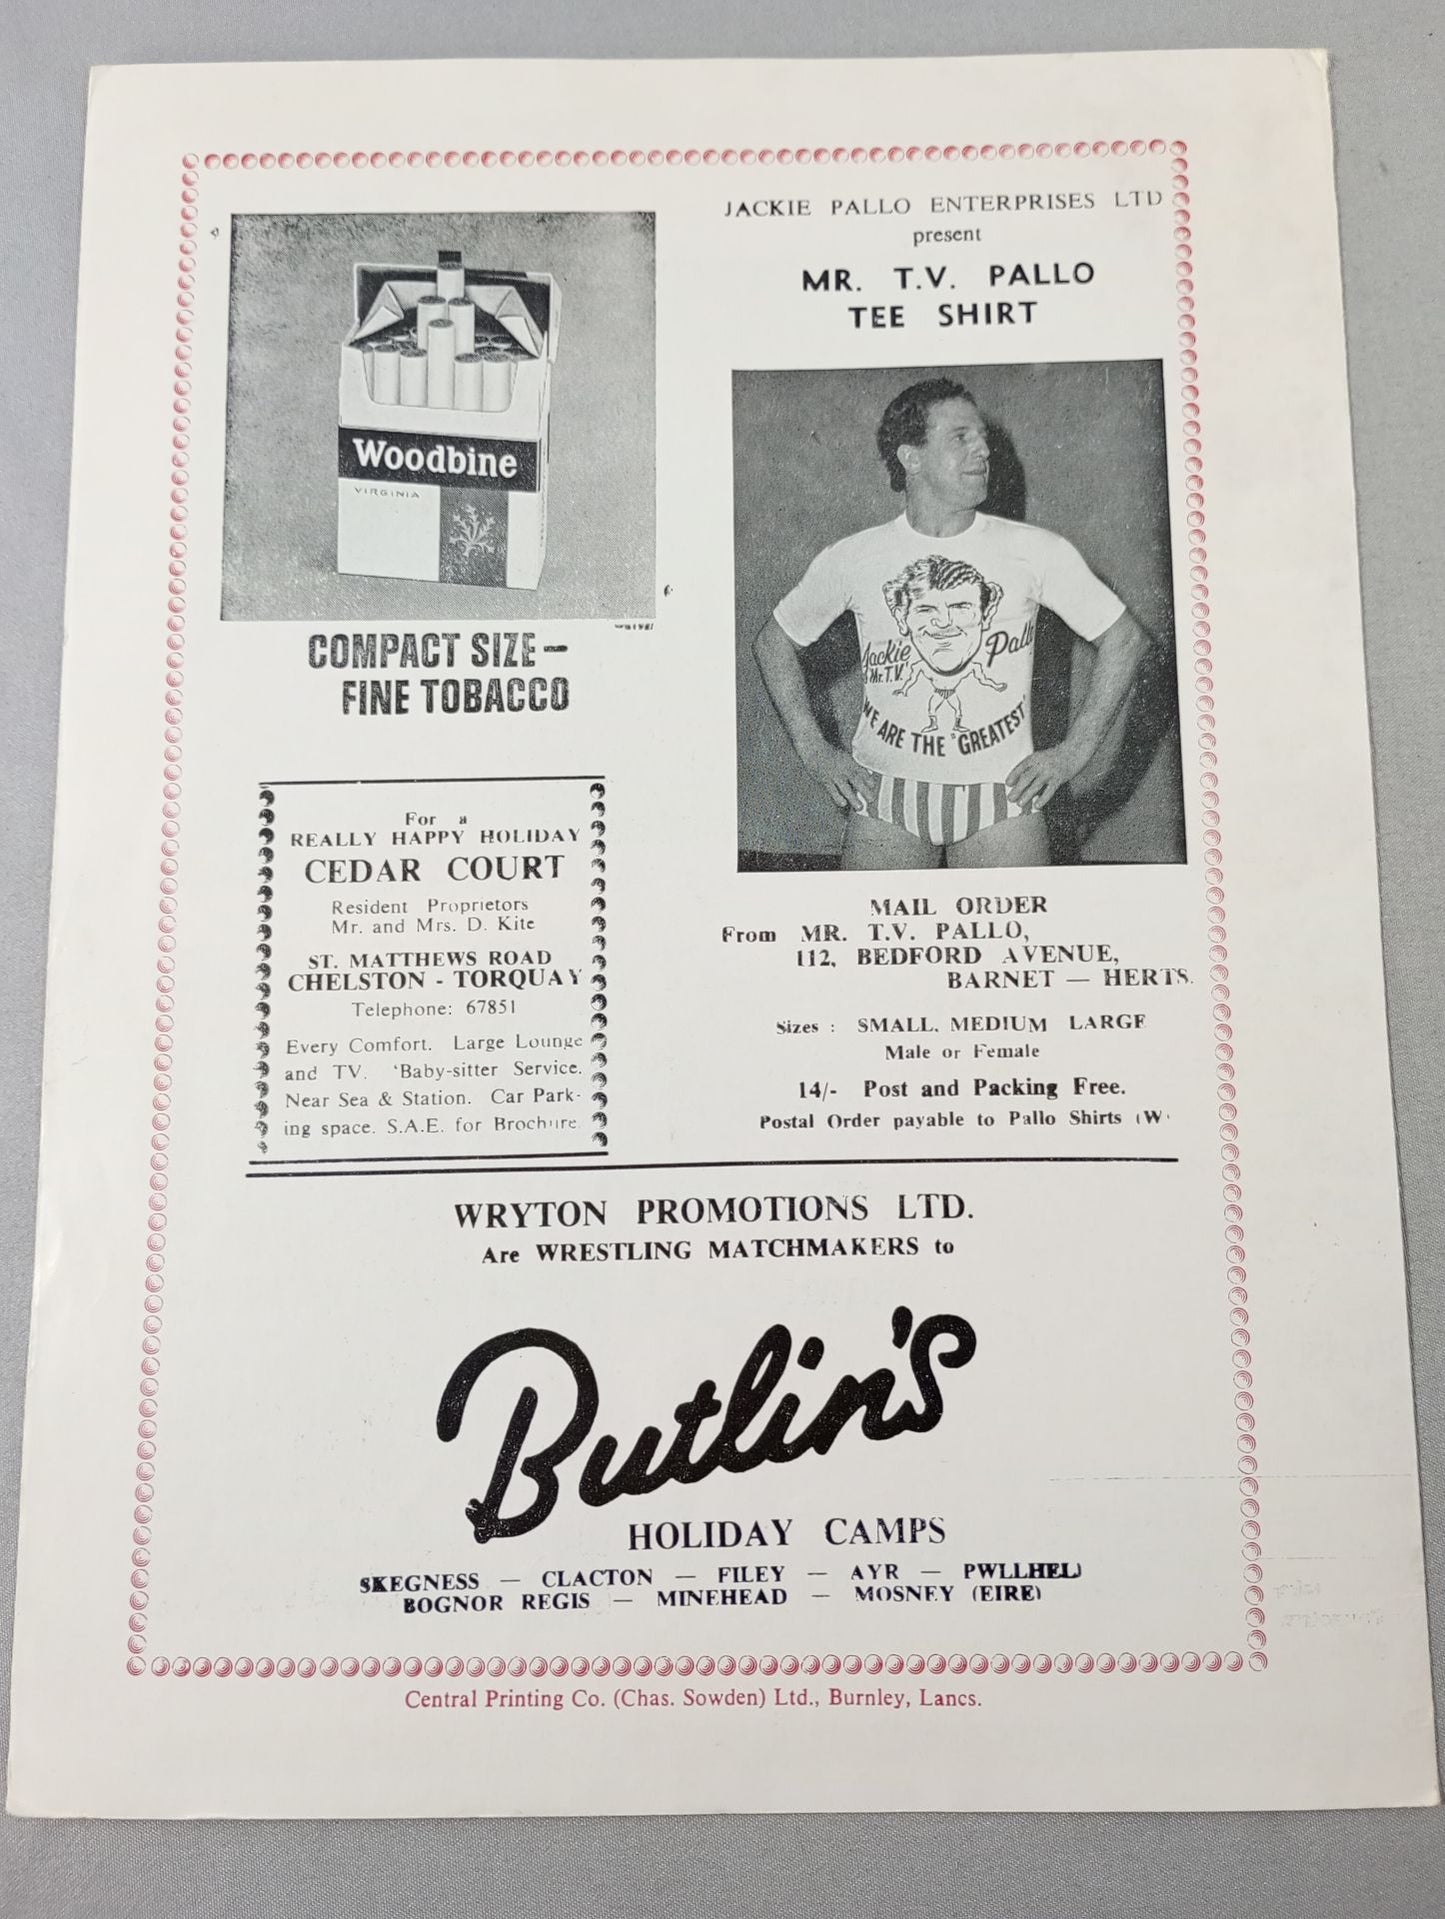 Woodbine
VIRGINIA
COMPACT SIZE –
FINE TOBACCO
JACKIE PALLO ENTERPRISES LTD
present
MR. T.V. PALLO
TEE SHIRT
Jackie
Pallo
'Mr. T.V.'
WE ARE THE 'GREATEST'
For a
REALLY HAPPY HOLIDAY
CEDAR COURT
Resident Proprietors
Mr. and Mrs. D. Kite
ST. MATTHEWS ROAD
CHELSTON - TORQUAY
Telephone: 67851
Every Comfort. Large Lounge
and TV. 'Baby-sitter Service.
Near Sea & Station. Car Park-
ing space. S.A.E. for Brochure.
MAIL ORDER
From MR. T.V. PALLO,
112, BEDFORD AVENUE,
BARNET — HERTS.
Sizes : SMALL, MEDIUM LARGE
Male or Female
14/- Post and Packing Free.
Postal Order payable to Pallo Shirts (W
WRYTON PROMOTIONS LTD.
Are WRESTLING MATCHMAKERS to
Butlin's
HOLIDAY CAMPS
SKEGNESS — CLACTON — FILEY — AYR — PWLLHELI
BOGNOR REGIS — MINEHEAD — MOSNEY (EIRE)
Central Printing Co. (Chas. Sowden) Ltd., Burnley, Lancs.